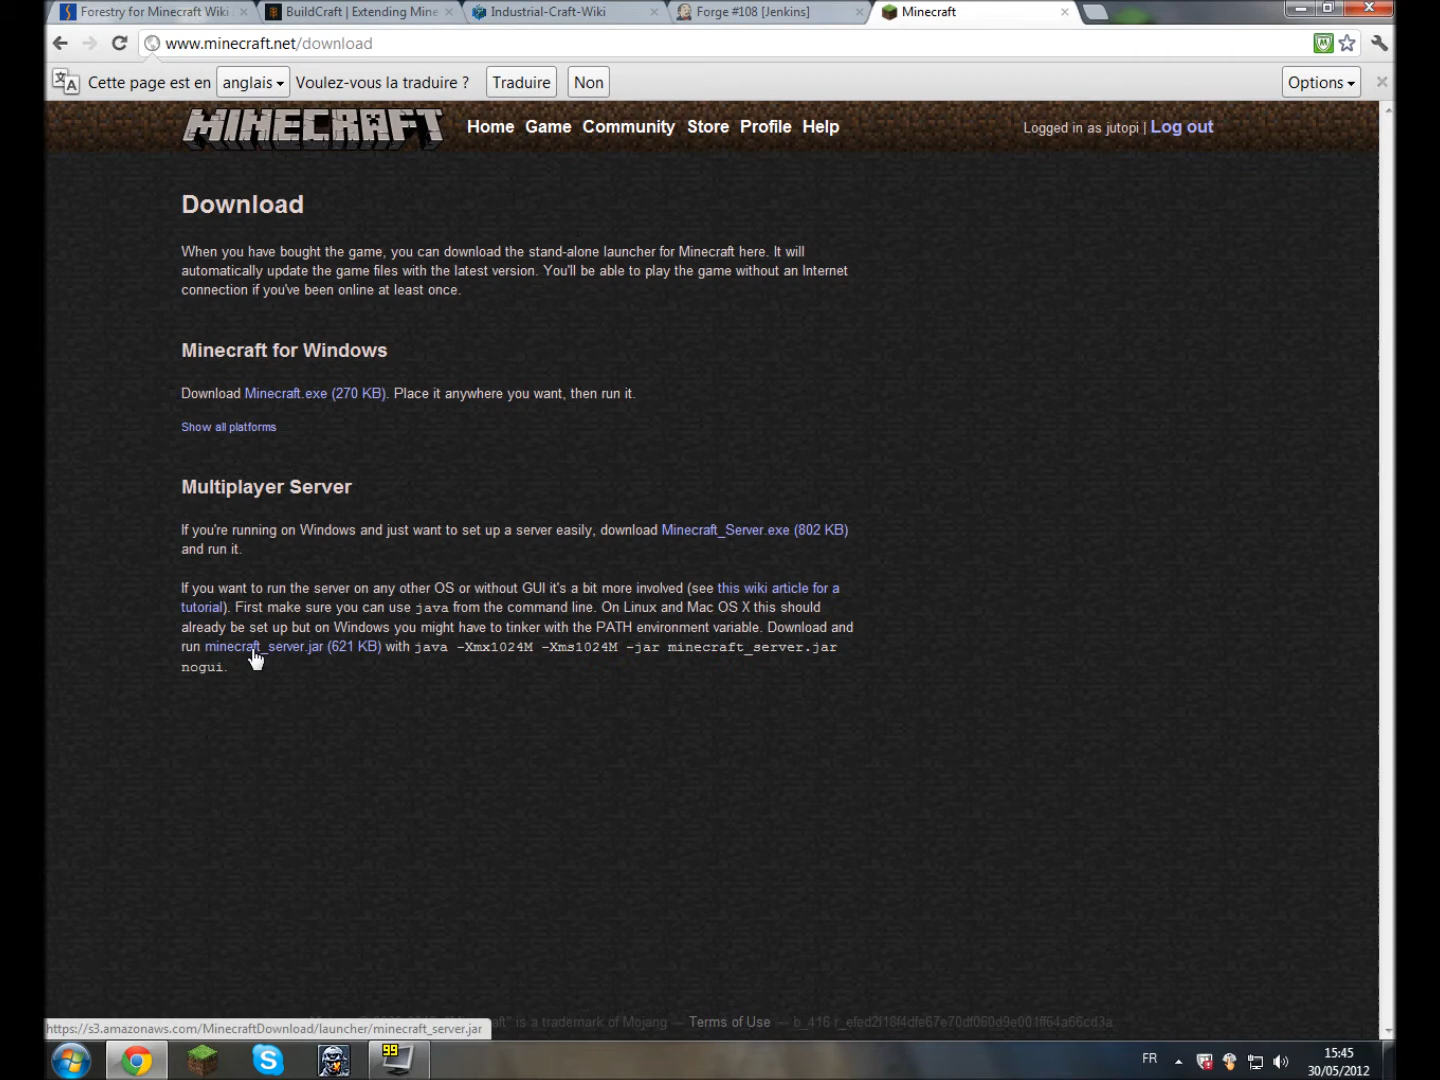 Forestry for Minecraft Wiki
BuildCraft | Extending Mine
Industrial-Craft-Wiki
Forge #108 [Jenkins]
Minecraft
www.minecraft.net/download
Cette page est en anglais Voulez-vous la traduire ? Traduire Non Options
MINECRAFT
Home Game Community Store Profile Help
Logged in as jutopi | Log out
Download
When you have bought the game, you can download the stand-alone launcher for Minecraft here. It will
automatically update the game files with the latest version. You'll be able to play the game without an Internet
connection if you've been online at least once.
Minecraft for Windows
Download Minecraft.exe (270 KB). Place it anywhere you want, then run it.
Show all platforms
Multiplayer Server
If you're running on Windows and just want to set up a server easily, download Minecraft_Server.exe (802 KB)
and run it.
If you want to run the server on any other OS or without GUI it's a bit more involved (see this wiki article for a
tutorial). First make sure you can use java from the command line. On Linux and Mac OS X this should
already be set up but on Windows you might have to tinker with the PATH environment variable. Download and
run minecraft_server.jar (621 KB) with java -Xmx1024M -Xms1024M -jar minecraft_server.jar
nogui.
https://s3.amazonaws.com/MinecraftDownload/launcher/minecraft_server.jar
is a trademark of Mojang — Terms of Use —
99
FR
15:45
30/05/2012